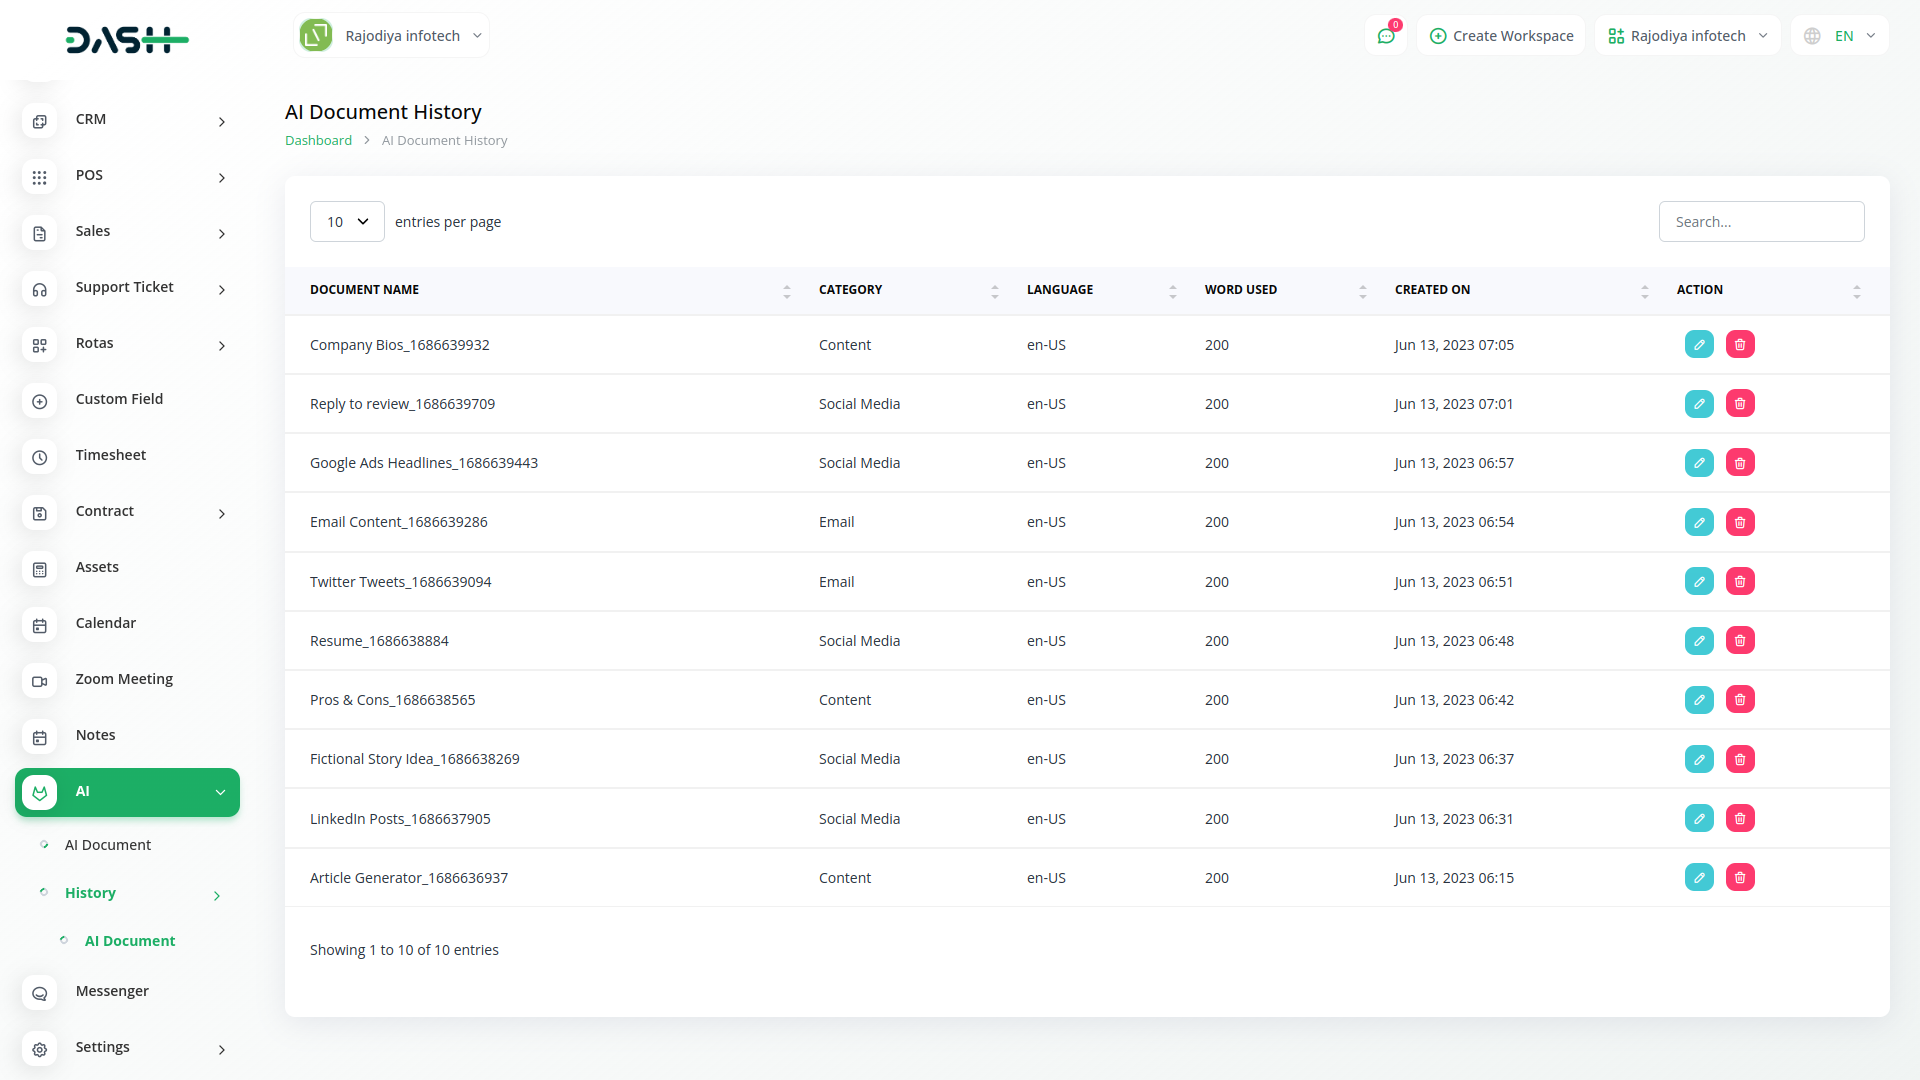 DASH
Rajodiya infotech
0
Create Workspace
Rajodiya infotech
EN
CRM
POS
Sales
Support Ticket
Rotas
Custom Field
Timesheet
Contract
Assets
Calendar
Zoom Meeting
Notes
AI
AI Document
History
AI Document
Messenger
Settings
AI Document History
Dashboard > AI Document History
10 entries per page
Search...
DOCUMENT NAME CATEGORY LANGUAGE WORD USED CREATED ON ACTION
Company Bios_1686639932 Content en-US 200 Jun 13, 2023 07:05
Reply to review_1686639709 Social Media en-US 200 Jun 13, 2023 07:01
Google Ads Headlines_1686639443 Social Media en-US 200 Jun 13, 2023 06:57
Email Content_1686639286 Email en-US 200 Jun 13, 2023 06:54
Twitter Tweets_1686639094 Email en-US 200 Jun 13, 2023 06:51
Resume_1686638884 Social Media en-US 200 Jun 13, 2023 06:48
Pros & Cons_1686638565 Content en-US 200 Jun 13, 2023 06:42
Fictional Story Idea_1686638269 Social Media en-US 200 Jun 13, 2023 06:37
LinkedIn Posts_1686637905 Social Media en-US 200 Jun 13, 2023 06:31
Article Generator_1686636937 Content en-US 200 Jun 13, 2023 06:15
Showing 1 to 10 of 10 entries